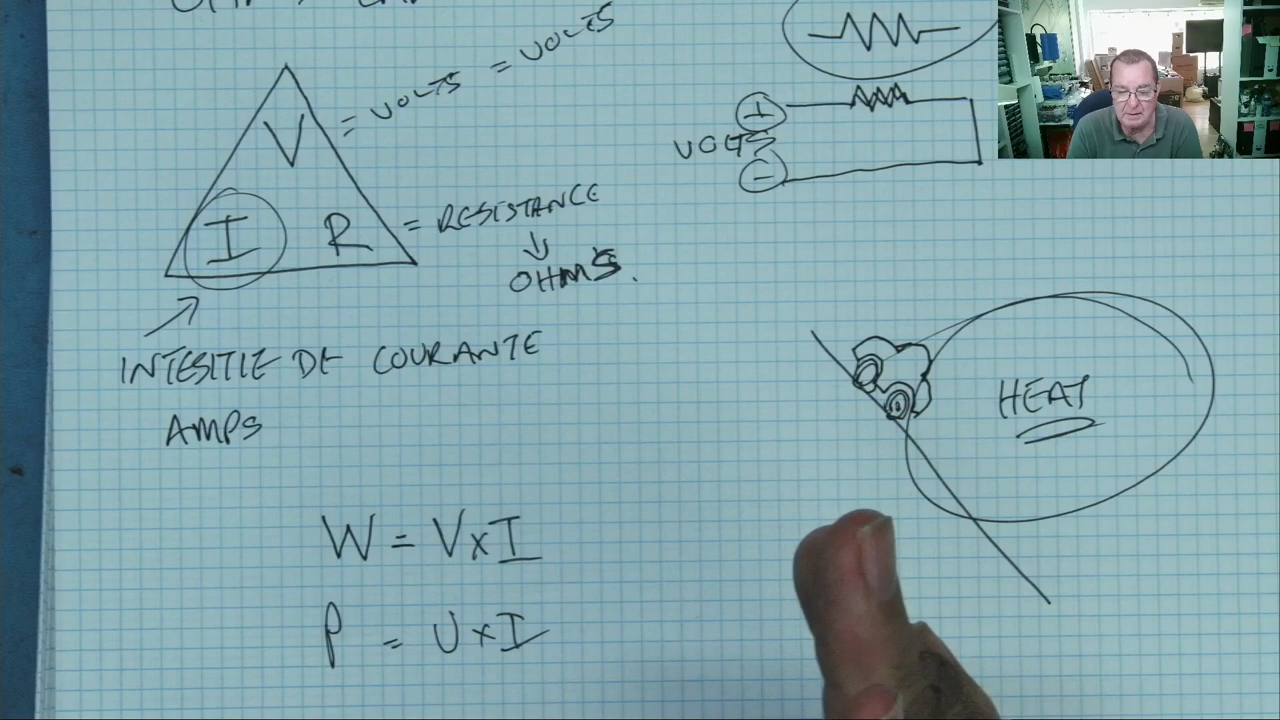 V = VOLTS = VOLTS
I R = RESISTANCE
OHMS.
INTESITIE DE COURANTE
AMPS
W = V×I
P = U×I
+
VOLTS
−
HEAT